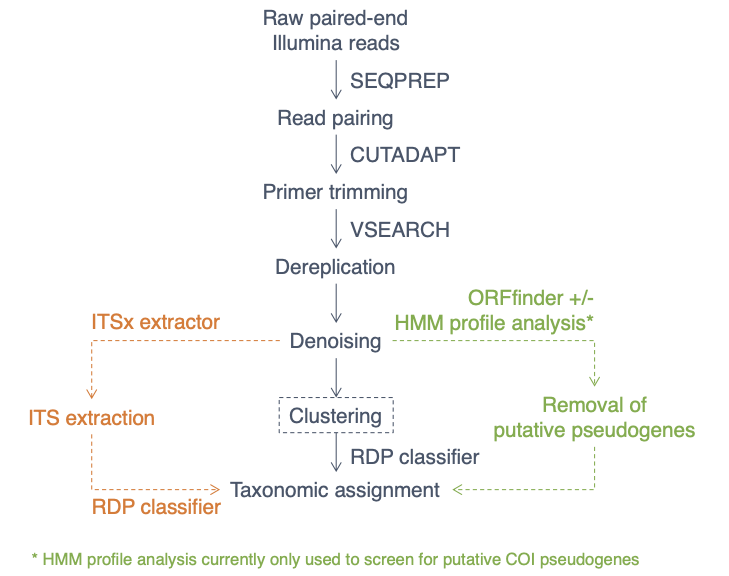 Raw paired-end
Illumina reads
SEQPREP
Read pairing
CUTADAPT
Primer trimming
VSEARCH
Dereplication
ORFfinder +/-
HMM profile analysis*
ITSx extractor
Denoising
Removal of
putative pseudogenes
ITS extraction
Clustering
RDP classifier
Taxonomic assignment
RDP classifier
* HMM profile analysis currently only used to screen for putative COI pseudogenes